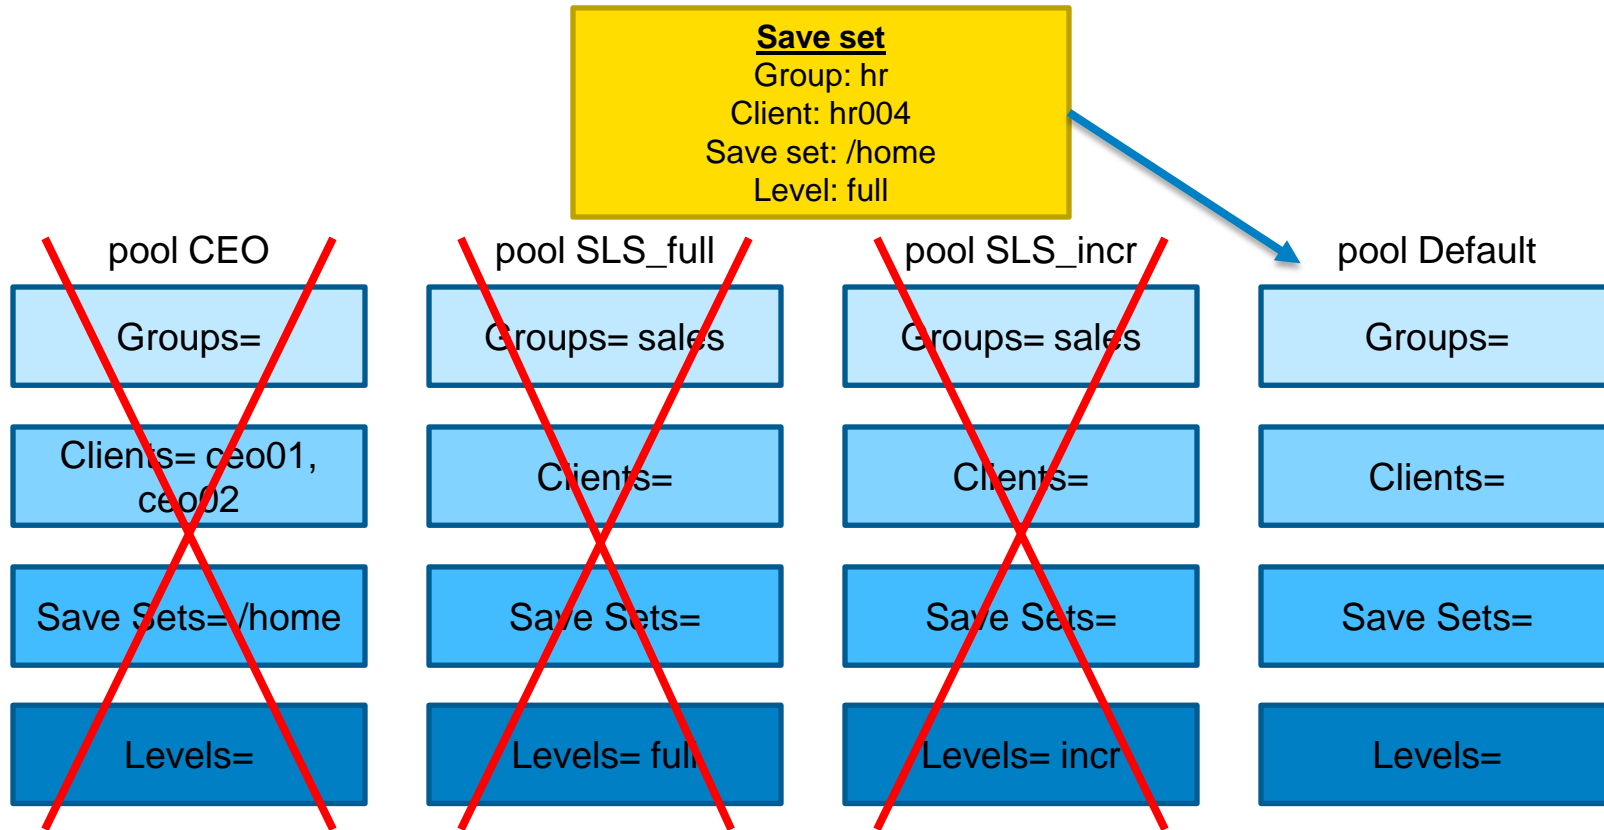 Save set
Group: hr
Client: hr004
Save set: /home
Level: full
pool CEO
pool SLS_full
pool SLS_incr
pool Default
Groups=
Groups= sales
Groups= sales
Groups=
Clients= ceo01,
ceo02
Clients=
Clients=
Clients=
Save Sets= /home
Save Sets=
Save Sets=
Save Sets=
Levels=
Levels= full
Levels= incr
Levels=